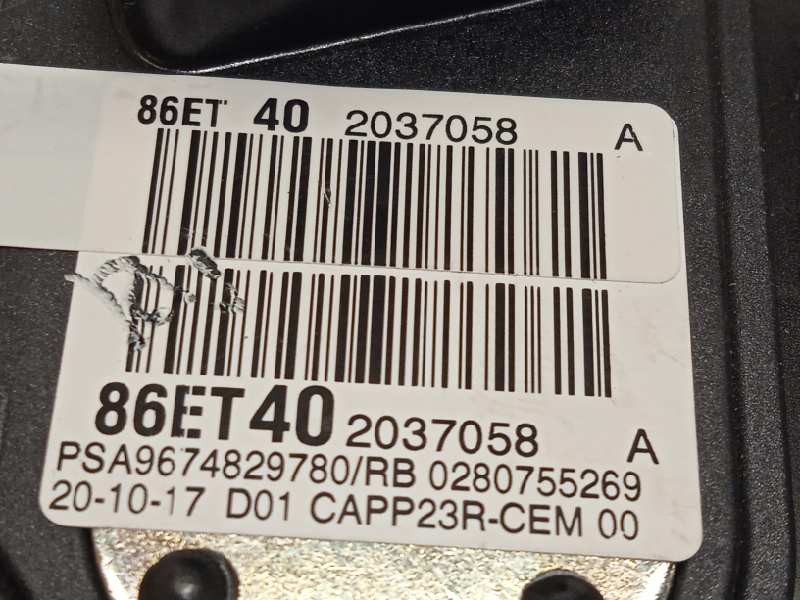 86ET 40 2037058 A
86ET40 2037058 A
PSA9674829780/RB 0280755269
20-10-17 D01 CAPP23R-CEM 00